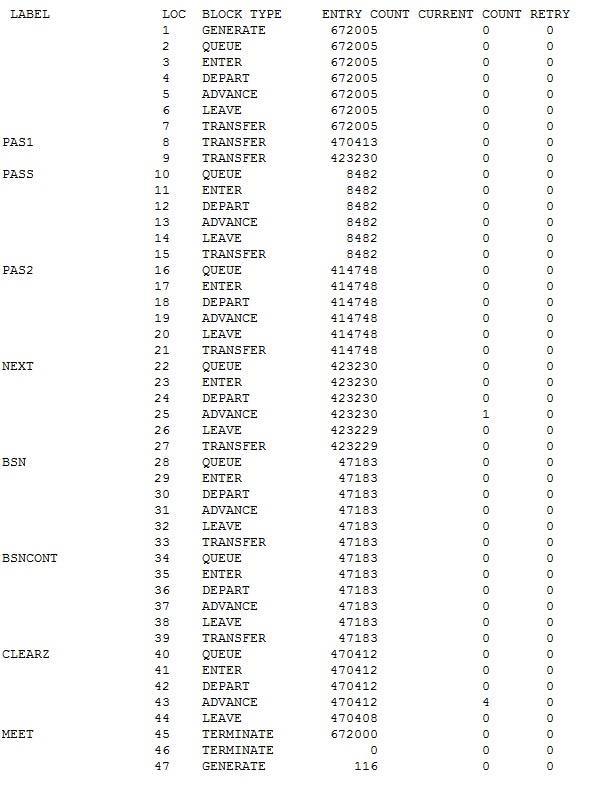 LABEL LOC BLOCK TYPE ENTRY COUNT CURRENT COUNT RETRY
1 GENERATE 672005 0 0
2 QUEUE 672005 0 0
3 ENTER 672005 0 0
4 DEPART 672005 0 0
5 ADVANCE 672005 0 0
6 LEAVE 672005 0 0
7 TRANSFER 672005 0 0
PAS1 8 TRANSFER 470413 0 0
9 TRANSFER 423230 0 0
PASS 10 QUEUE 8482 0 0
11 ENTER 8482 0 0
12 DEPART 8482 0 0
13 ADVANCE 8482 0 0
14 LEAVE 8482 0 0
15 TRANSFER 8482 0 0
PAS2 16 QUEUE 414748 0 0
17 ENTER 414748 0 0
18 DEPART 414748 0 0
19 ADVANCE 414748 0 0
20 LEAVE 414748 0 0
21 TRANSFER 414748 0 0
NEXT 22 QUEUE 423230 0 0
23 ENTER 423230 0 0
24 DEPART 423230 0 0
25 ADVANCE 423230 1 0
26 LEAVE 423229 0 0
27 TRANSFER 423229 0 0
BSN 28 QUEUE 47183 0 0
29 ENTER 47183 0 0
30 DEPART 47183 0 0
31 ADVANCE 47183 0 0
32 LEAVE 47183 0 0
33 TRANSFER 47183 0 0
BSNCONT 34 QUEUE 47183 0 0
35 ENTER 47183 0 0
36 DEPART 47183 0 0
37 ADVANCE 47183 0 0
38 LEAVE 47183 0 0
39 TRANSFER 47183 0 0
CLEARZ 40 QUEUE 470412 0 0
41 ENTER 470412 0 0
42 DEPART 470412 0 0
43 ADVANCE 470412 4 0
44 LEAVE 470408 0 0
MEET 45 TERMINATE 672000 0 0
46 TERMINATE 0 0 0
47 GENERATE 116 0 0